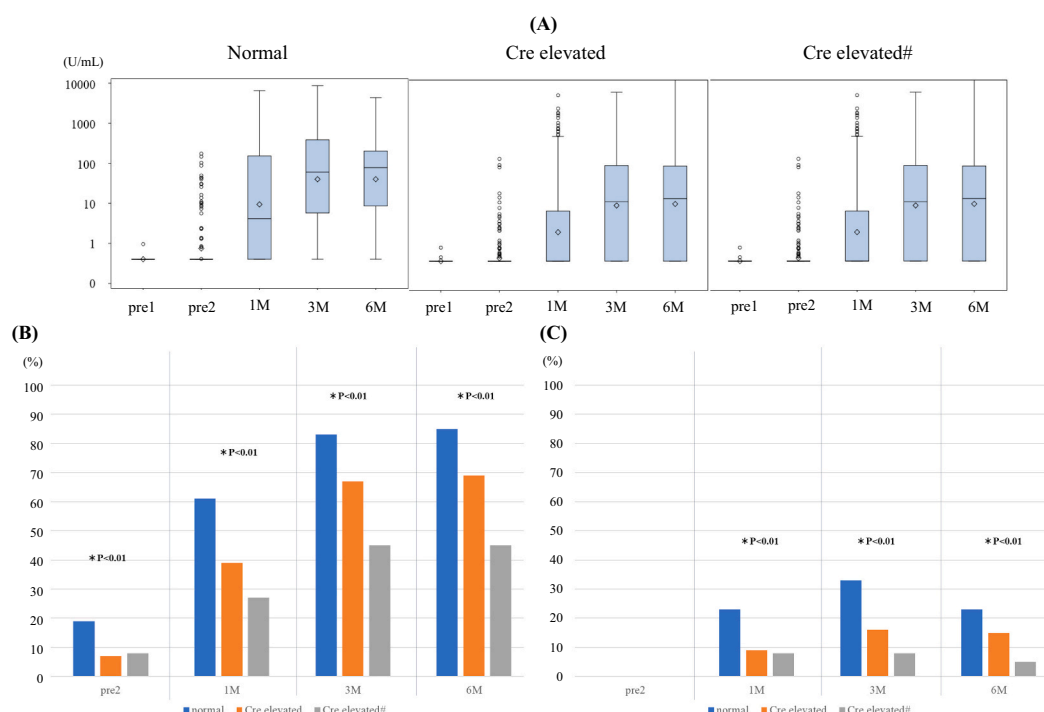 (A)
Normal Cre elevated Cre elevated#
(U/mL)
10000
1000
100
10
1
0
pre1 pre2 1M 3M 6M pre1 pre2 1M 3M 6M pre1 pre2 1M 3M 6M
(B)
(%)
100
90
80
70
60
50
40
30
20
10
0
*P<0.01
*P<0.01
*P<0.01
*P<0.01
pre2 1M 3M 6M
normal Cre elevated Cre elevated#
(C)
(%)
100
90
80
70
60
50
40
30
20
10
0
*P<0.01
*P<0.01
*P<0.01
pre2 1M 3M 6M
normal Cre elevated Cre elevated#